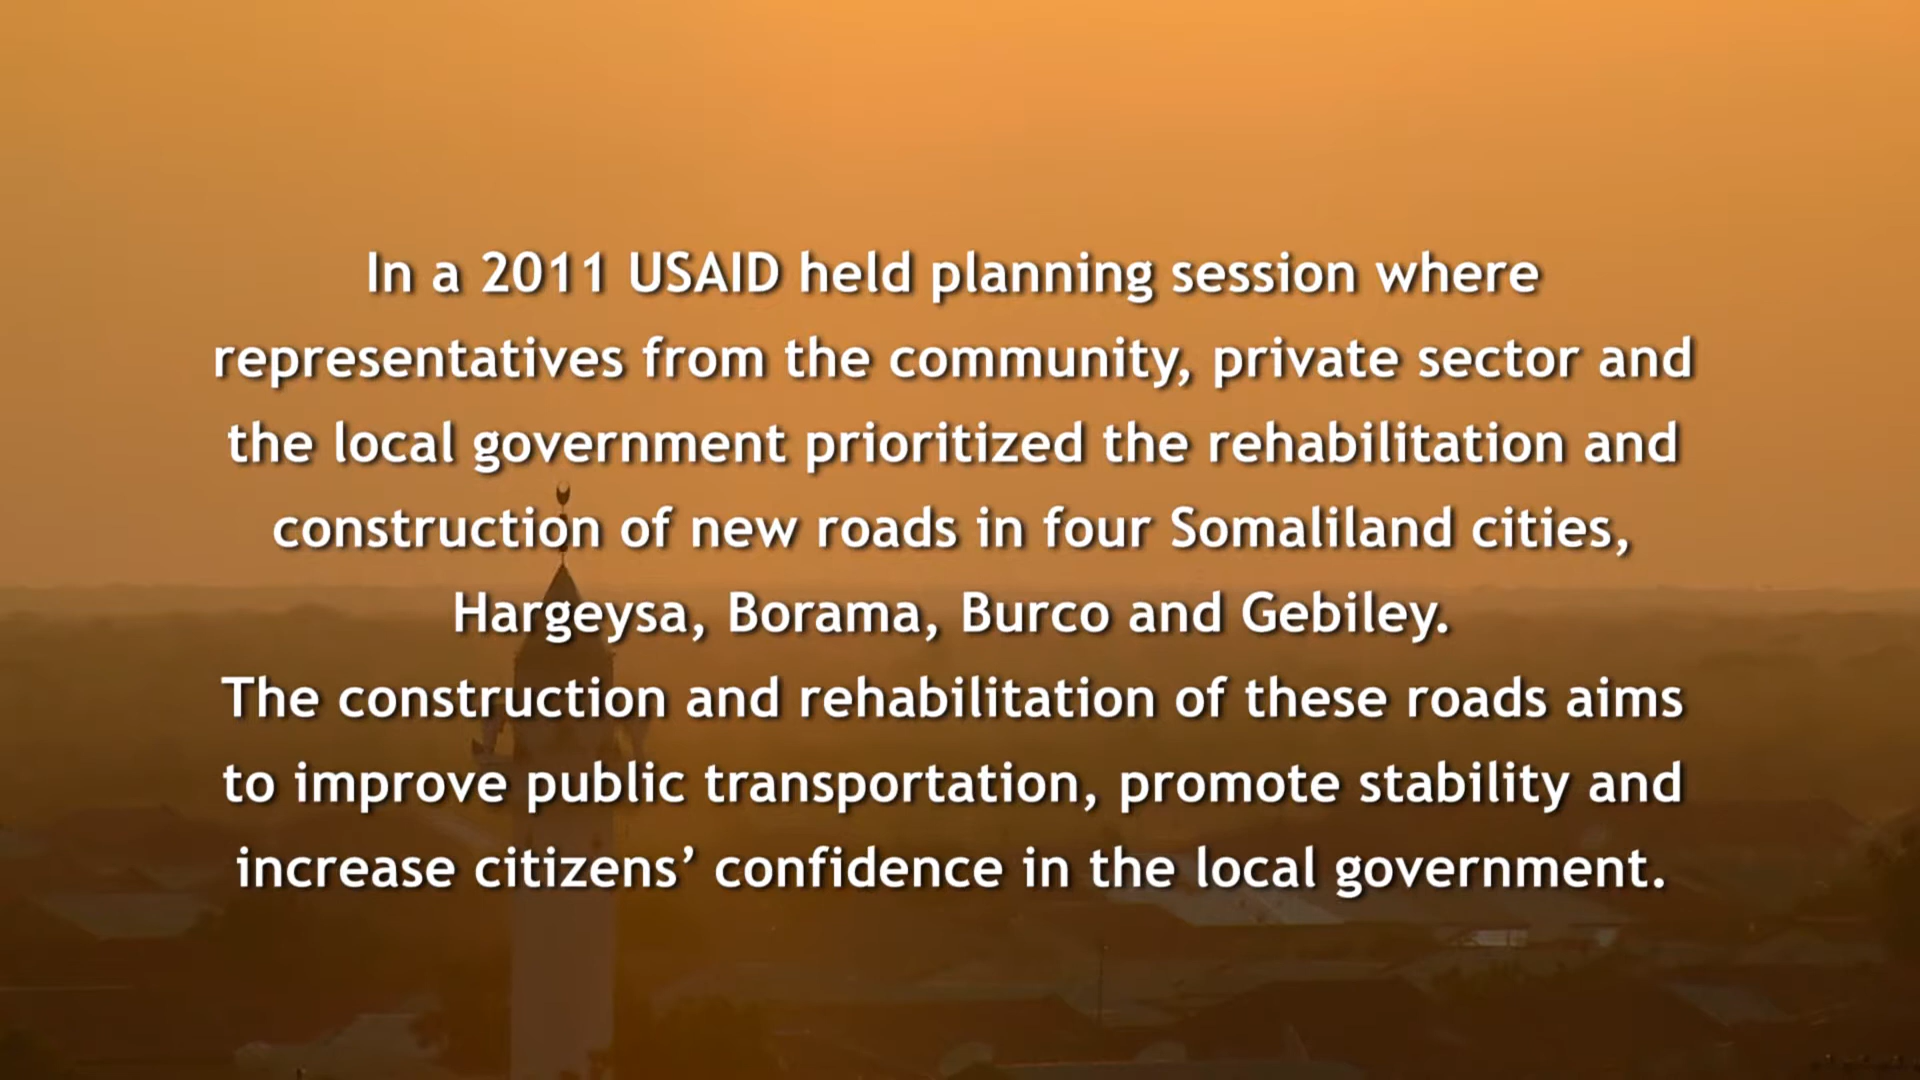 In a 2011 USAID held planning session where
representatives from the community, private sector and
the local government prioritized the rehabilitation and
construction of new roads in four Somaliland cities,
Hargeysa, Borama, Burco and Gebiley.
The construction and rehabilitation of these roads aims
to improve public transportation, promote stability and
increase citizens’ confidence in the local government.